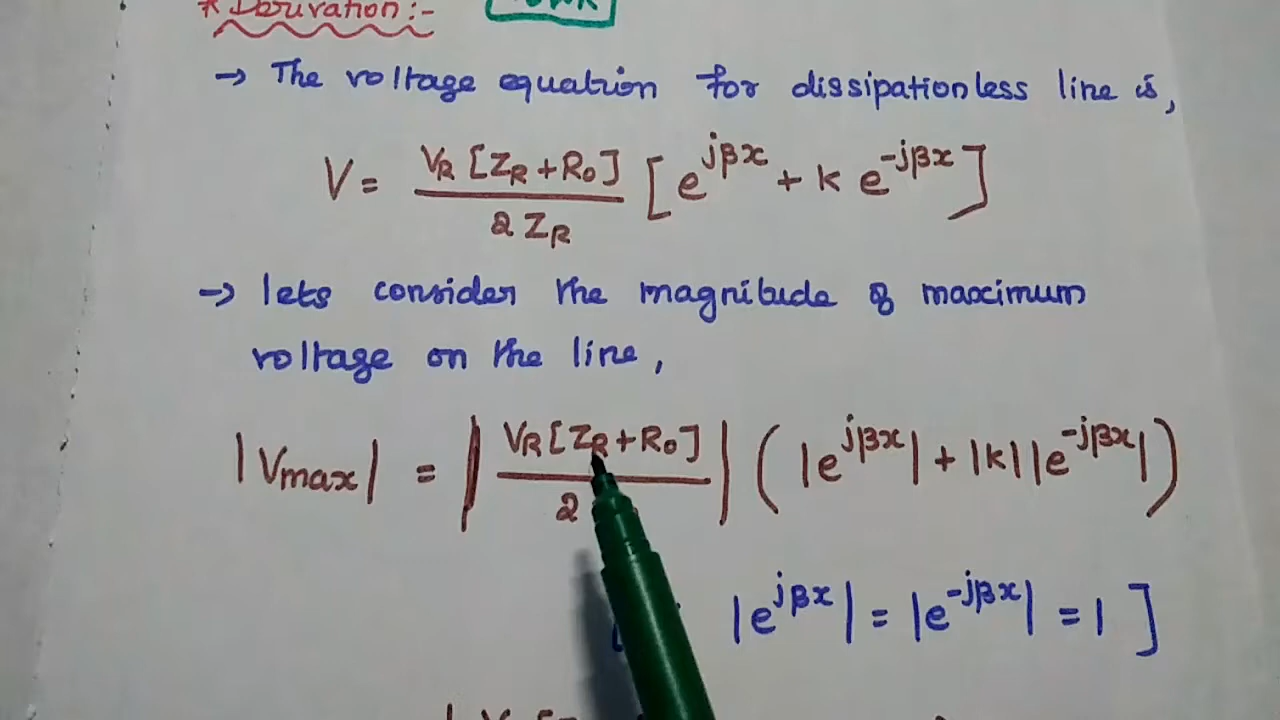 * Derivation :-
→ The voltage equation for dissipationless line is,
V = VR [ZR + R0] / 2 ZR [e^jβx + k e^-jβx]
→ lets consider the magnitude of maximum
voltage on the line,
|Vmax| = | VR [ZR + R0] / 2 | ( |e^jβx| + |k| |e^-jβx| )
|e^jβx| = |e^-jβx| = 1 ]